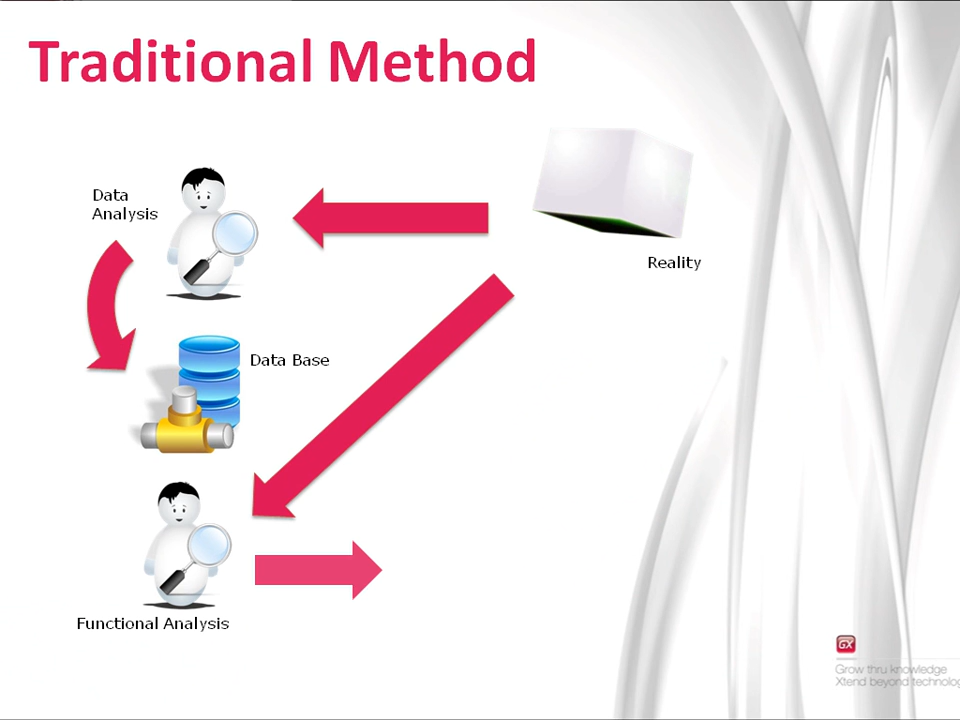 Traditional Method
Data
Analysis
Reality
Data Base
Functional Analysis
GX
Grow thru knowledge
Xtend beyond technolog